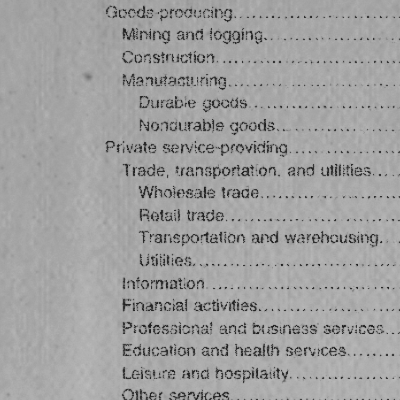 Goods-producing
Mining and logging
Construction
Manufacturing
Durable goods
Nondurable goods
Private service-providing
Trade, transportation, and utilities
Wholesale trade
Retail trade
Transportation and warehousing
Utilities
Information
Financial activities
Professional and business services
Education and health services
Leisure and hospitality
Other services